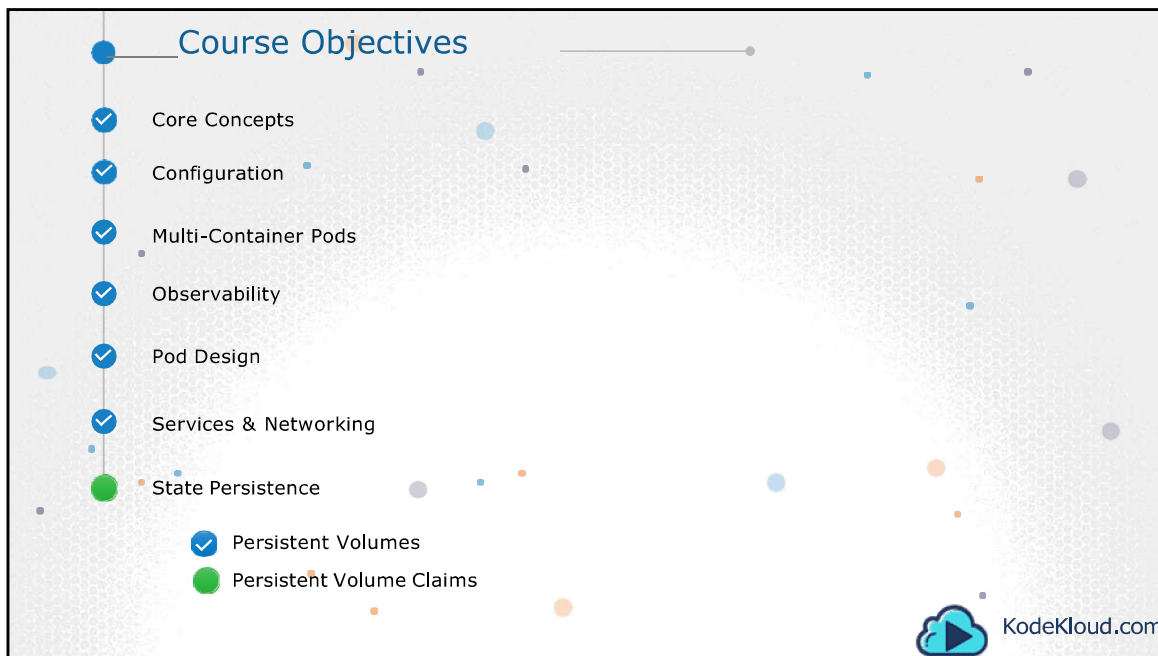 Course Objectives
Core Concepts
Configuration
Multi-Container Pods
Observability
Pod Design
Services & Networking
State Persistence
Persistent Volumes
Persistent Volume Claims
KodeKloud.com